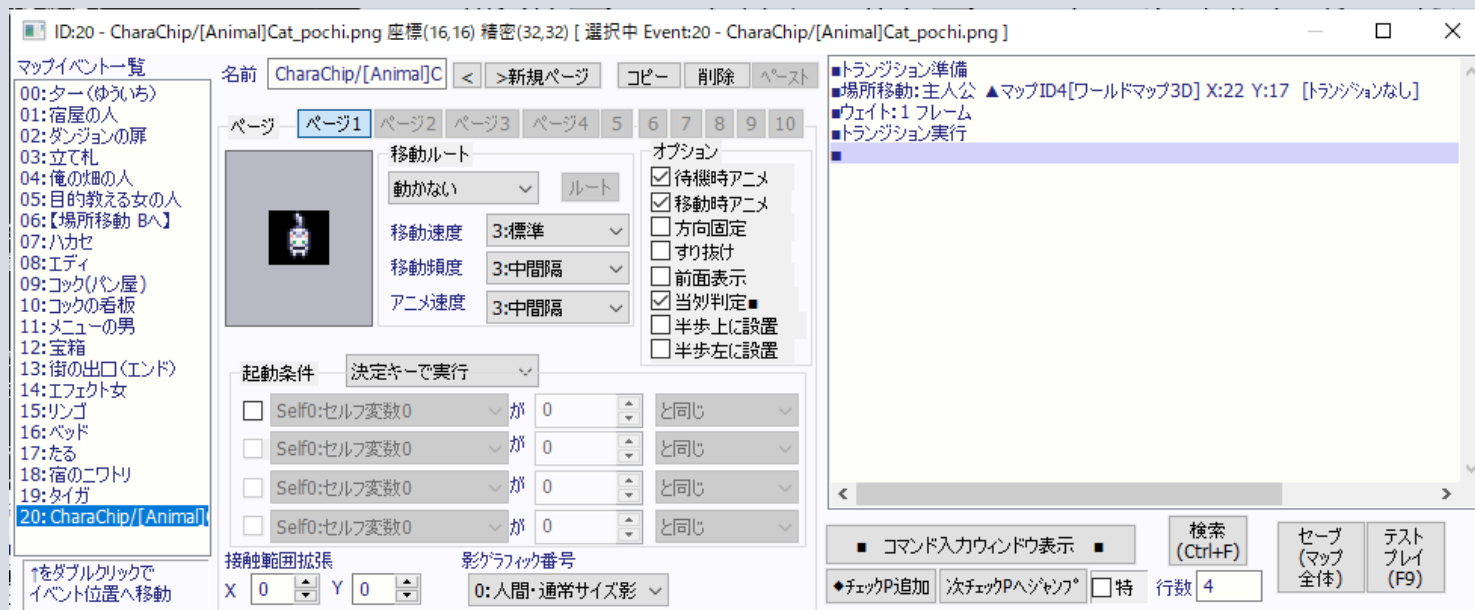 ID:20 - CharaChip/[Animal]Cat_pochi.png 座標(16,16) 精密(32,32) [ 選択中 Event:20 - CharaChip/[Animal]Cat_pochi.png ]
マップイベント一覧
00:ター(ゆういち)
01:宿屋の人
02:ダンジョンの扉
03:立て札
04:俺の畑の人
05:目的教える女の人
06:【場所移動 Bへ】
07:ハカセ
08:エディ
09:コック(パン屋)
10:コックの看板
11:メニューの男
12:宝箱
13:街の出口(エンド)
14:エフェクト女
15:リンゴ
16:ベッド
17:たる
18:宿のニワトリ
19:タイガ
20: CharaChip/[Animal]
↑をダブルクリックで
イベント位置へ移動
名前 CharaChip/[Animal]C < >新規ページ コピー 削除 ペースト
ページ ページ1 ページ2 ページ3 ページ4 5 6 7 8 9 10
移動ルート
動かない ルート
移動速度 3:標準
移動頻度 3:中間隔
アニメ速度 3:中間隔
オプション
待機時アニメ
移動時アニメ
方向固定
すり抜け
前面表示
当り判定■
半歩上に設置
半歩左に設置
起動条件 決定キーで実行
Self0:セルフ変数0 が 0 と同じ
Self0:セルフ変数0 が 0 と同じ
Self0:セルフ変数0 が 0 と同じ
Self0:セルフ変数0 が 0 と同じ
接触範囲拡張 影グラフィック番号
X 0 Y 0 0:人間・通常サイズ影
■トランジション準備
■場所移動:主人公 ▲マップID4[ワールドマップ3D] X:22 Y:17 [トランジションなし]
■ウェイト:1 フレーム
■トランジション実行
■
■ コマンド入力ウィンドウ表示 ■
検索
(Ctrl+F)
セーブ
(マップ
全体)
テスト
プレイ
(F9)
◆チェックP追加 次チェックPへジャンプ 特 行数 4